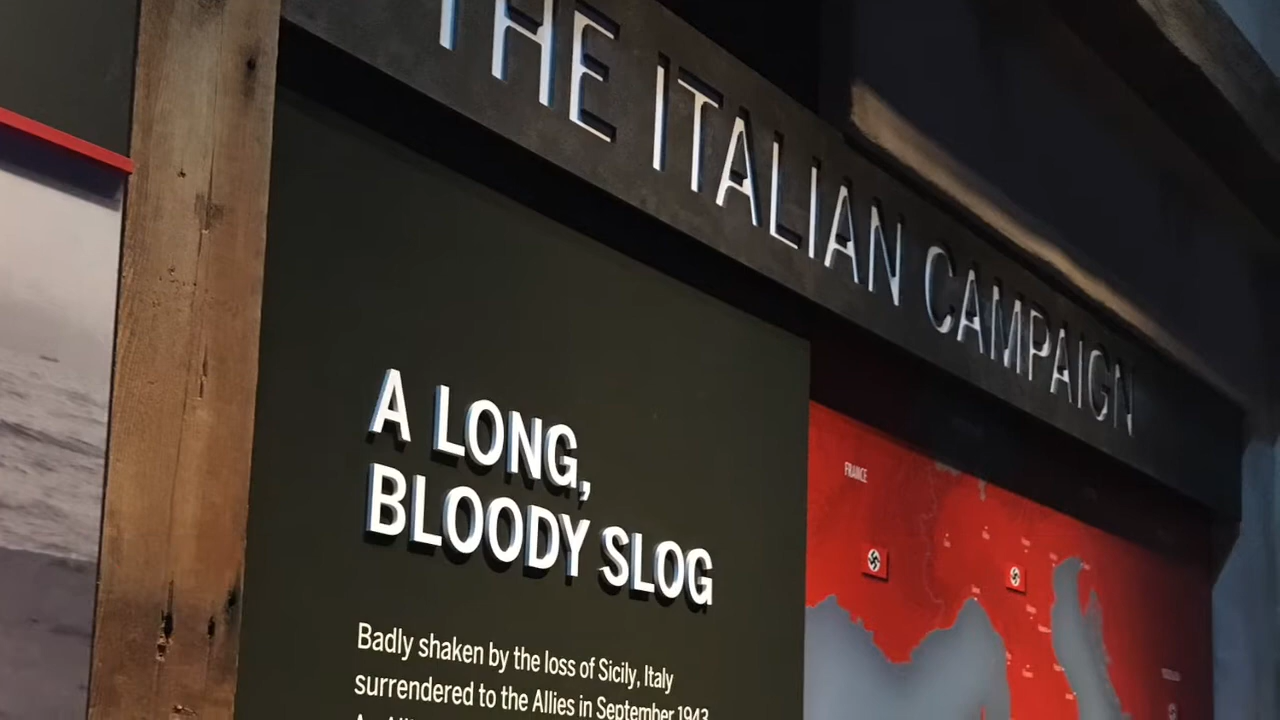 THE ITALIAN CAMPAIGN
A LONG,
BLOODY SLOG
Badly shaken by the loss of Sicily, Italy
surrendered to the Allies in September 1943.
FRANCE